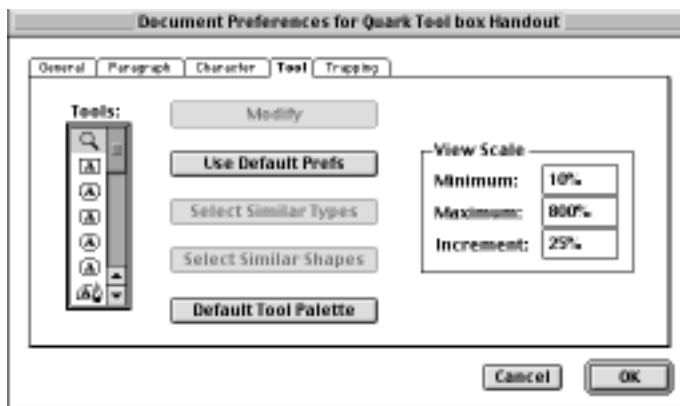 Document Preferences for Quark Tool box Handout
General Paragraph Character Tool Trapping
Tools:
Modify
Use Default Prefs
Select Similar Types
Select Similar Shapes
Default Tool Palette
View Scale
Minimum: 10%
Maximum: 800%
Increment: 25%
A
A
A
A
A
A
Cancel OK